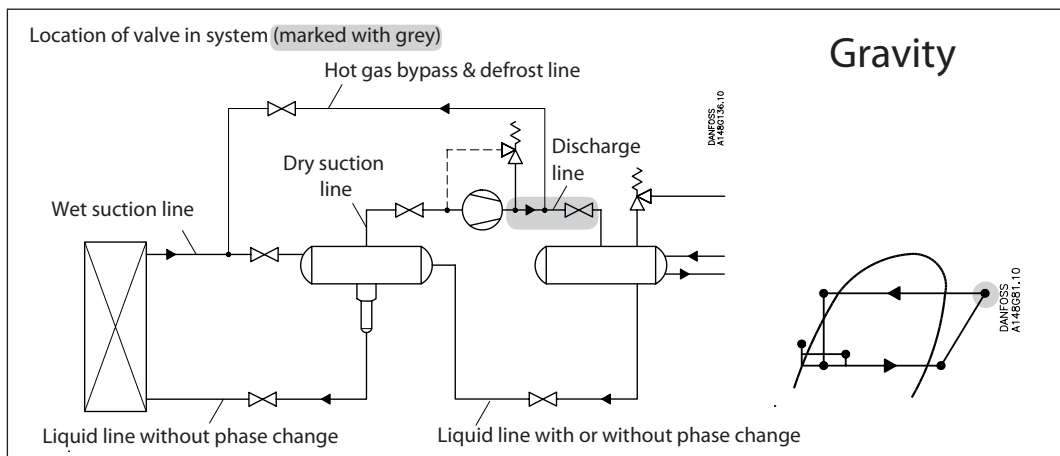 Location of valve in system (marked with grey)
Gravity
Hot gas bypass & defrost line
DANFOSS
A148G136.10
Discharge
line
Dry suction
line
Wet suction line
DANFOSS
A148G81.10
Liquid line without phase change
Liquid line with or without phase change